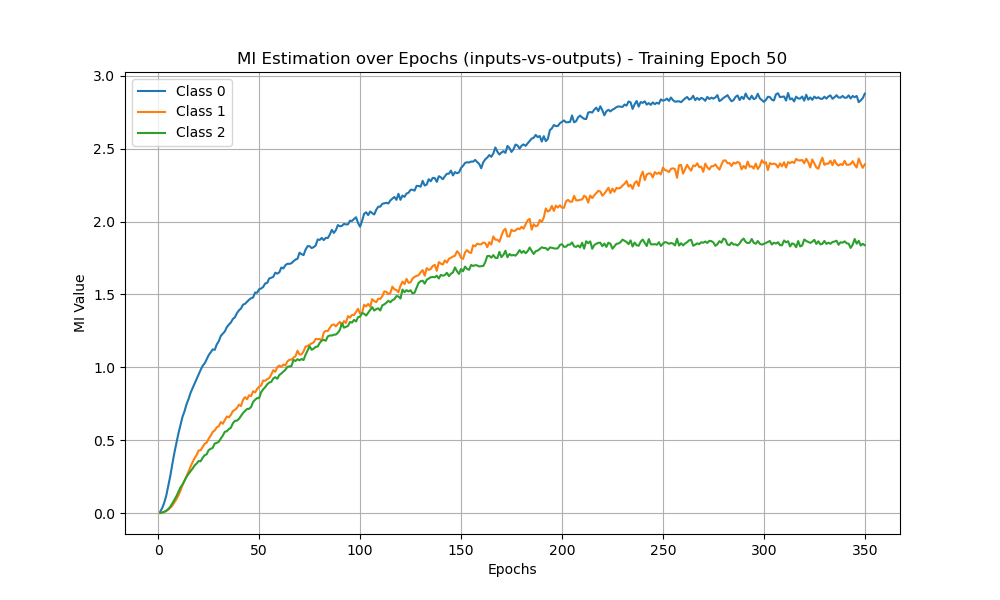 MI Estimation over Epochs (inputs-vs-outputs) - Training Epoch 50
Class 0
Class 1
Class 2
MI Value
3.0
2.5
2.0
1.5
1.0
0.5
0.0
0 50 100 150 200 250 300 350
Epochs